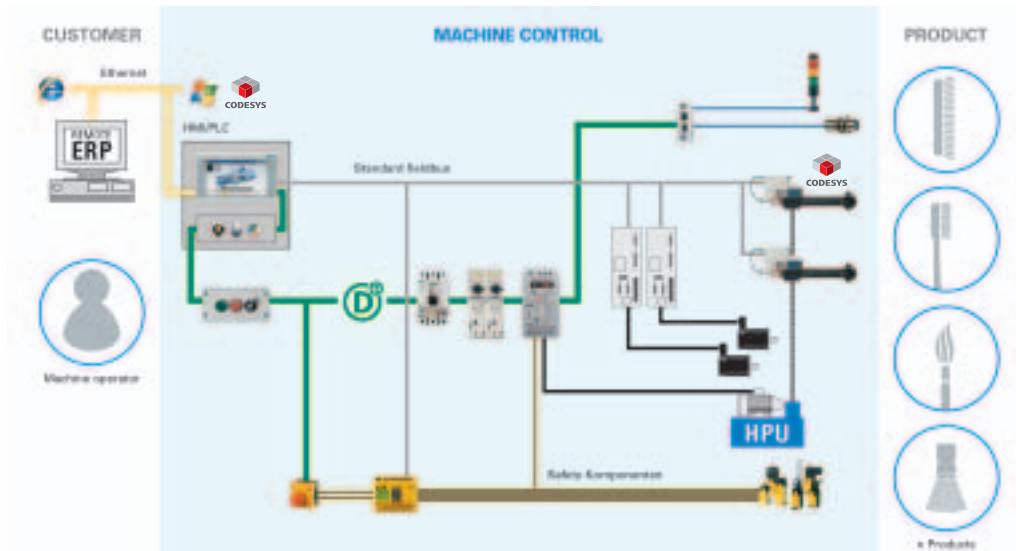 CUSTOMER
MACHINE CONTROL
PRODUCT
Ethernet
CODESYS
HMI/PLC
REMOTE
ERP
Standard fieldbus
CODESYS
D
Machine operator
HPU
Safety Komponenten
x Products